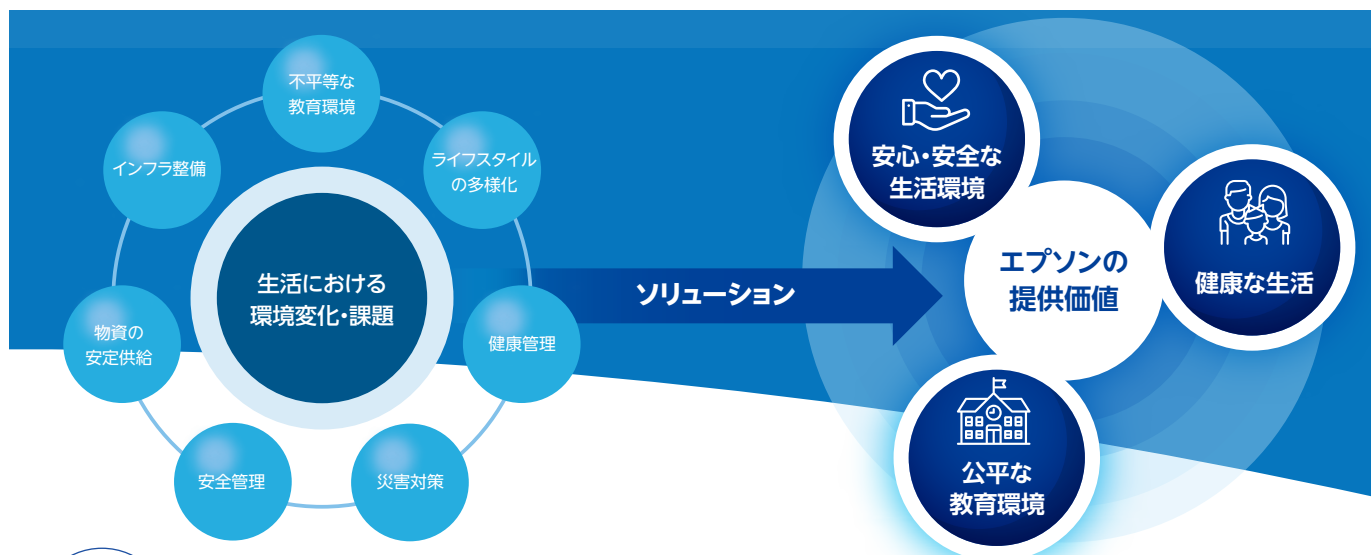 不平等な
教育環境
ライフスタイル
の多様化
インフラ整備
生活における
環境変化・課題
物資の
安定供給
健康管理
安全管理
災害対策
ソリューション
安心・安全な
生活環境
エプソンの
提供価値
健康な生活
公平な
教育環境